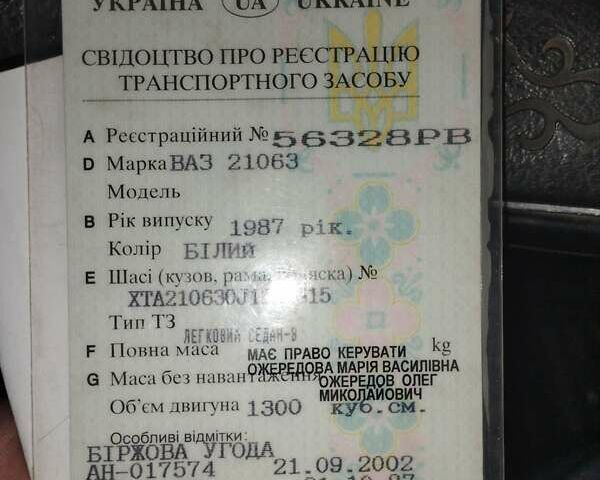 УКРАЇНА UA UKRAINE
СВІДОЦТВО ПРО РЕЄСТРАЦІЮ
ТРАНСПОРТНОГО ЗАСОБУ
A Реєстраційний № 56328РВ
D Марка ВАЗ 21063
Модель
B Рік випуску 1987 рік.
Колір БІЛИЙ
E Шасі (кузов, рама, №
Тип ТЗ ЛЕГКОВИЙ СЕДАН-В
F Повна маса МАЄ ПРАВО КЕРУВАТИ kg
ОЖЕРЕДОВА МАРІЯ ВАСИЛІВНА
G Маса без навантаження ОЖЕРЕДОВ ОЛЕГ
МИКОЛАЙОВИЧ
Об'єм двигуна 1300 куб.см.
Особливі відмітки:
БІРЖОВА УГОДА
АН-017574 21.09.2002